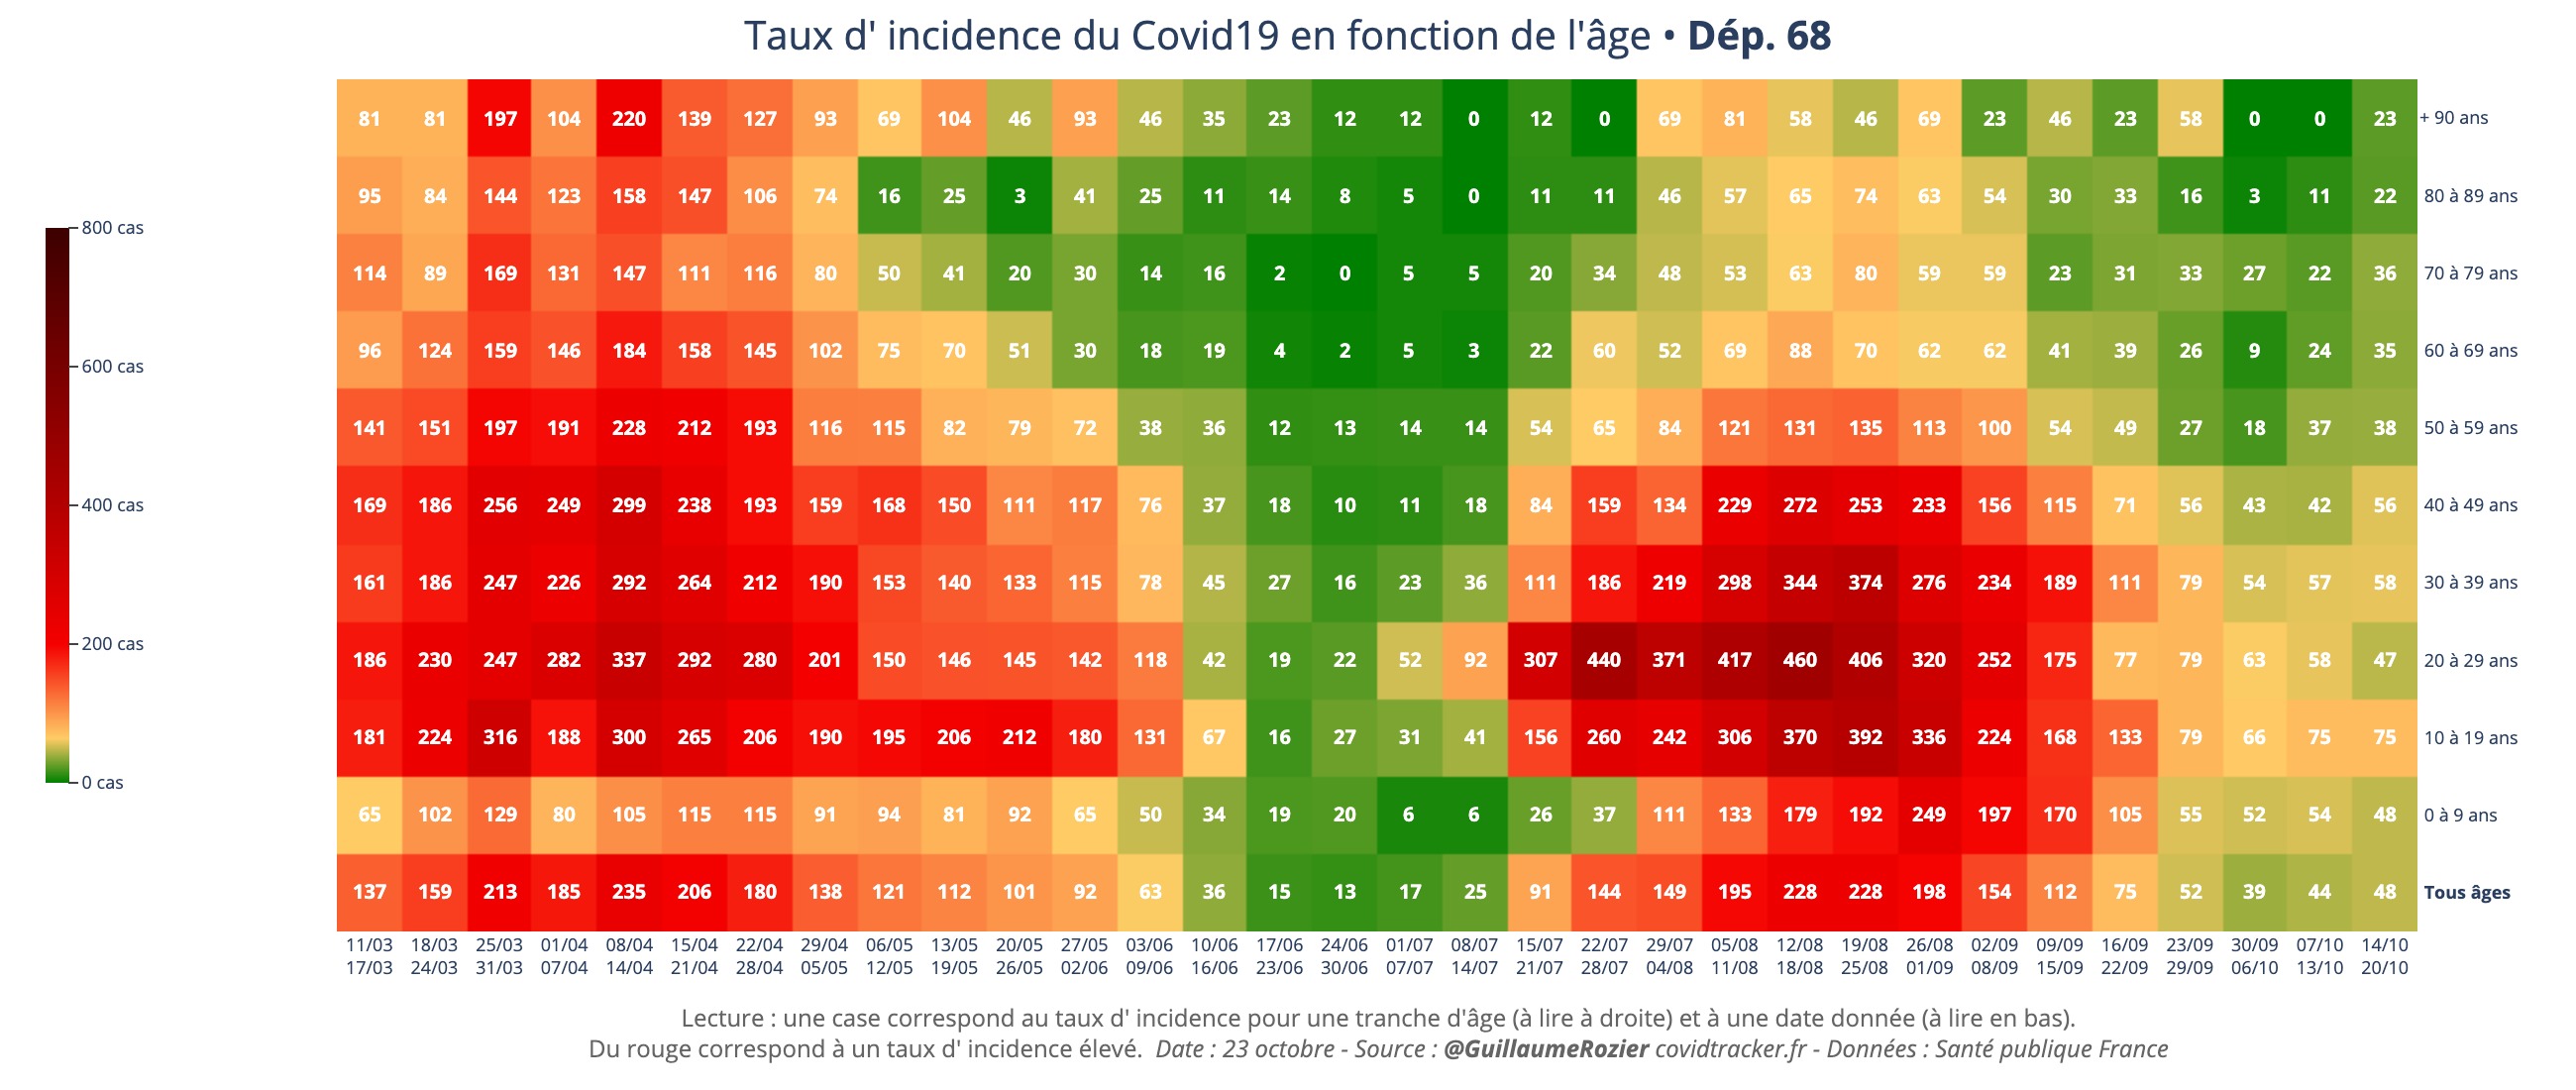 Taux d' incidence du Covid19 en fonction de l'âge • Dép. 68
800 cas
600 cas
400 cas
200 cas
0 cas
81 81 197 104 220 139 127 93 69 104 46 93 46 35 23 12 12 0 12 0 69 81 58 46 69 23 46 23 58 0 0 23 + 90 ans
95 84 144 123 158 147 106 74 16 25 3 41 25 11 14 8 5 0 11 11 46 57 65 74 63 54 30 33 16 3 11 22 80 à 89 ans
114 89 169 131 147 111 116 80 50 41 20 30 14 16 2 0 5 5 20 34 48 53 63 80 59 59 23 31 33 27 22 36 70 à 79 ans
96 124 159 146 184 158 145 102 75 70 51 30 18 19 4 2 5 3 22 60 52 69 88 70 62 62 41 39 26 9 24 35 60 à 69 ans
141 151 197 191 228 212 193 116 115 82 79 72 38 36 12 13 14 14 54 65 84 121 131 135 113 100 54 49 27 18 37 38 50 à 59 ans
169 186 256 249 299 238 193 159 168 150 111 117 76 37 18 10 11 18 84 159 134 229 272 253 233 156 115 71 56 43 42 56 40 à 49 ans
161 186 247 226 292 264 212 190 153 140 133 115 78 45 27 16 23 36 111 186 219 298 344 374 276 234 189 111 79 54 57 58 30 à 39 ans
186 230 247 282 337 292 280 201 150 146 145 142 118 42 19 22 52 92 307 440 371 417 460 406 320 252 175 77 79 63 58 47 20 à 29 ans
181 224 316 188 300 265 206 190 195 206 212 180 131 67 16 27 31 41 156 260 242 306 370 392 336 224 168 133 79 66 75 75 10 à 19 ans
65 102 129 80 105 115 115 91 94 81 92 65 50 34 19 20 6 6 26 37 111 133 179 192 249 197 170 105 55 52 54 48 0 à 9 ans
137 159 213 185 235 206 180 138 121 112 101 92 63 36 15 13 17 25 91 144 149 195 228 228 198 154 112 75 52 39 44 48 Tous âges
11/03 18/03 25/03 01/04 08/04 15/04 22/04 29/04 06/05 13/05 20/05 27/05 03/06 10/06 17/06 24/06 01/07 08/07 15/07 22/07 29/07 05/08 12/08 19/08 26/08 02/09 09/09 16/09 23/09 30/09 07/10 14/10
17/03 24/03 31/03 07/04 14/04 21/04 28/04 05/05 12/05 19/05 26/05 02/06 09/06 16/06 23/06 30/06 07/07 14/07 21/07 28/07 04/08 11/08 18/08 25/08 01/09 08/09 15/09 22/09 29/09 06/10 13/10 20/10
Lecture : une case correspond au taux d' incidence pour une tranche d'âge (à lire à droite) et à une date donnée (à lire en bas).
Du rouge correspond à un taux d' incidence élevé. Date : 23 octobre - Source : @GuillaumeRozier covidtracker.fr - Données : Santé publique France